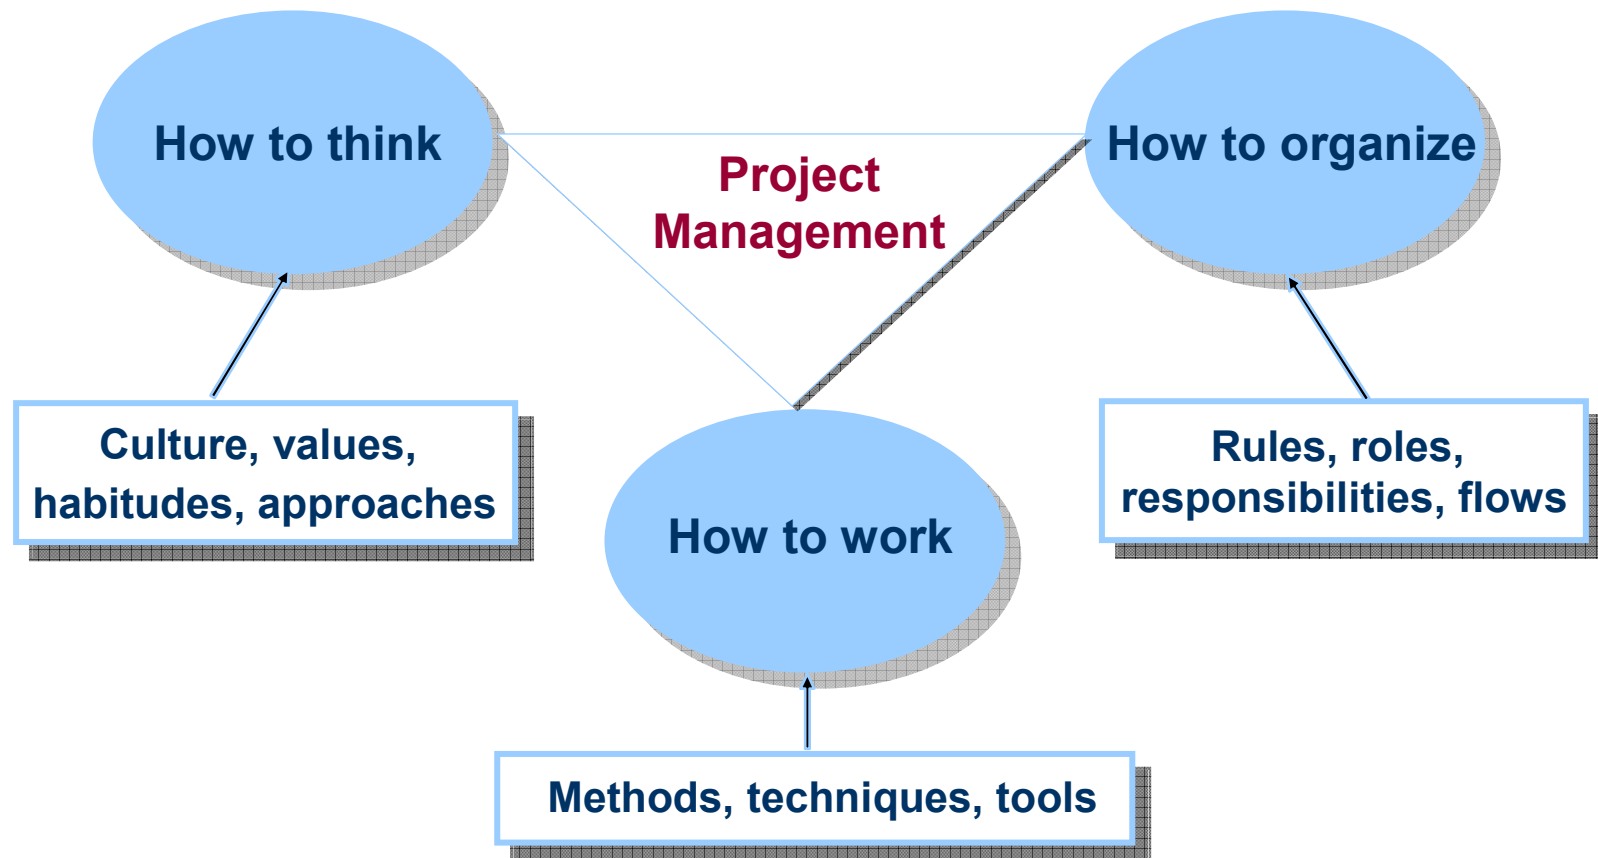 How to think
Project
Management
How to organize
Culture, values,
habitudes, approaches
Rules, roles,
responsibilities, flows
How to work
Methods, techniques, tools